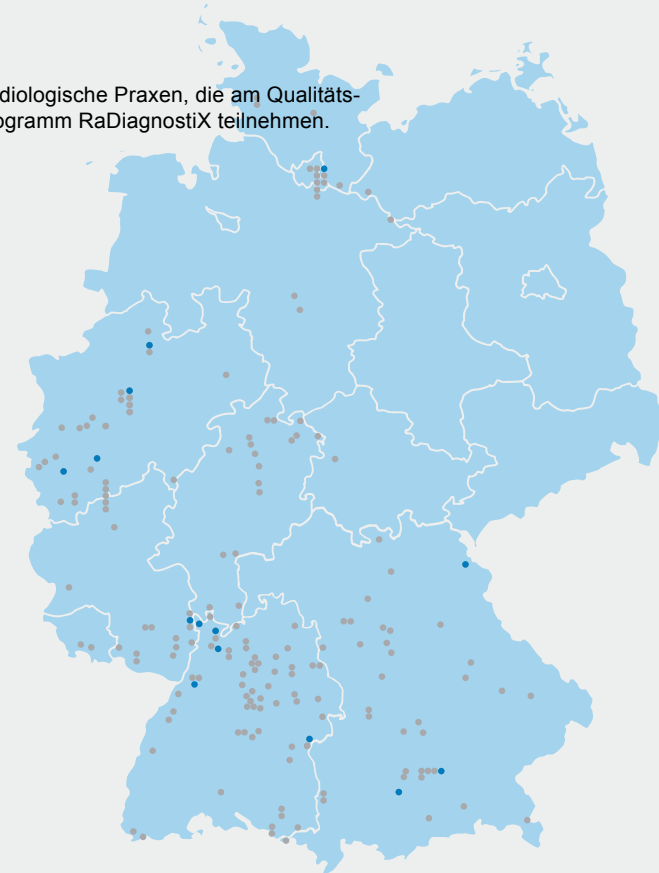 diologische Praxen, die am Qualitäts-
ogramm RaDiagnostiX teilnehmen.